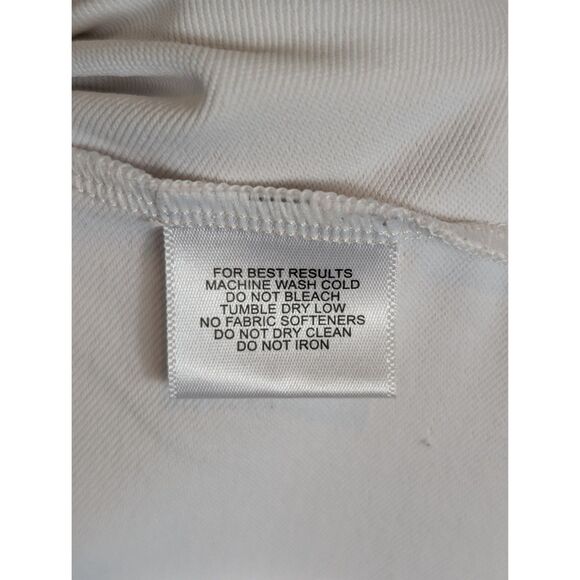 FOR BEST RESULTS
MACHINE WASH COLD
DO NOT BLEACH
TUMBLE DRY LOW
NO FABRIC SOFTENERS
DO NOT DRY CLEAN
DO NOT IRON